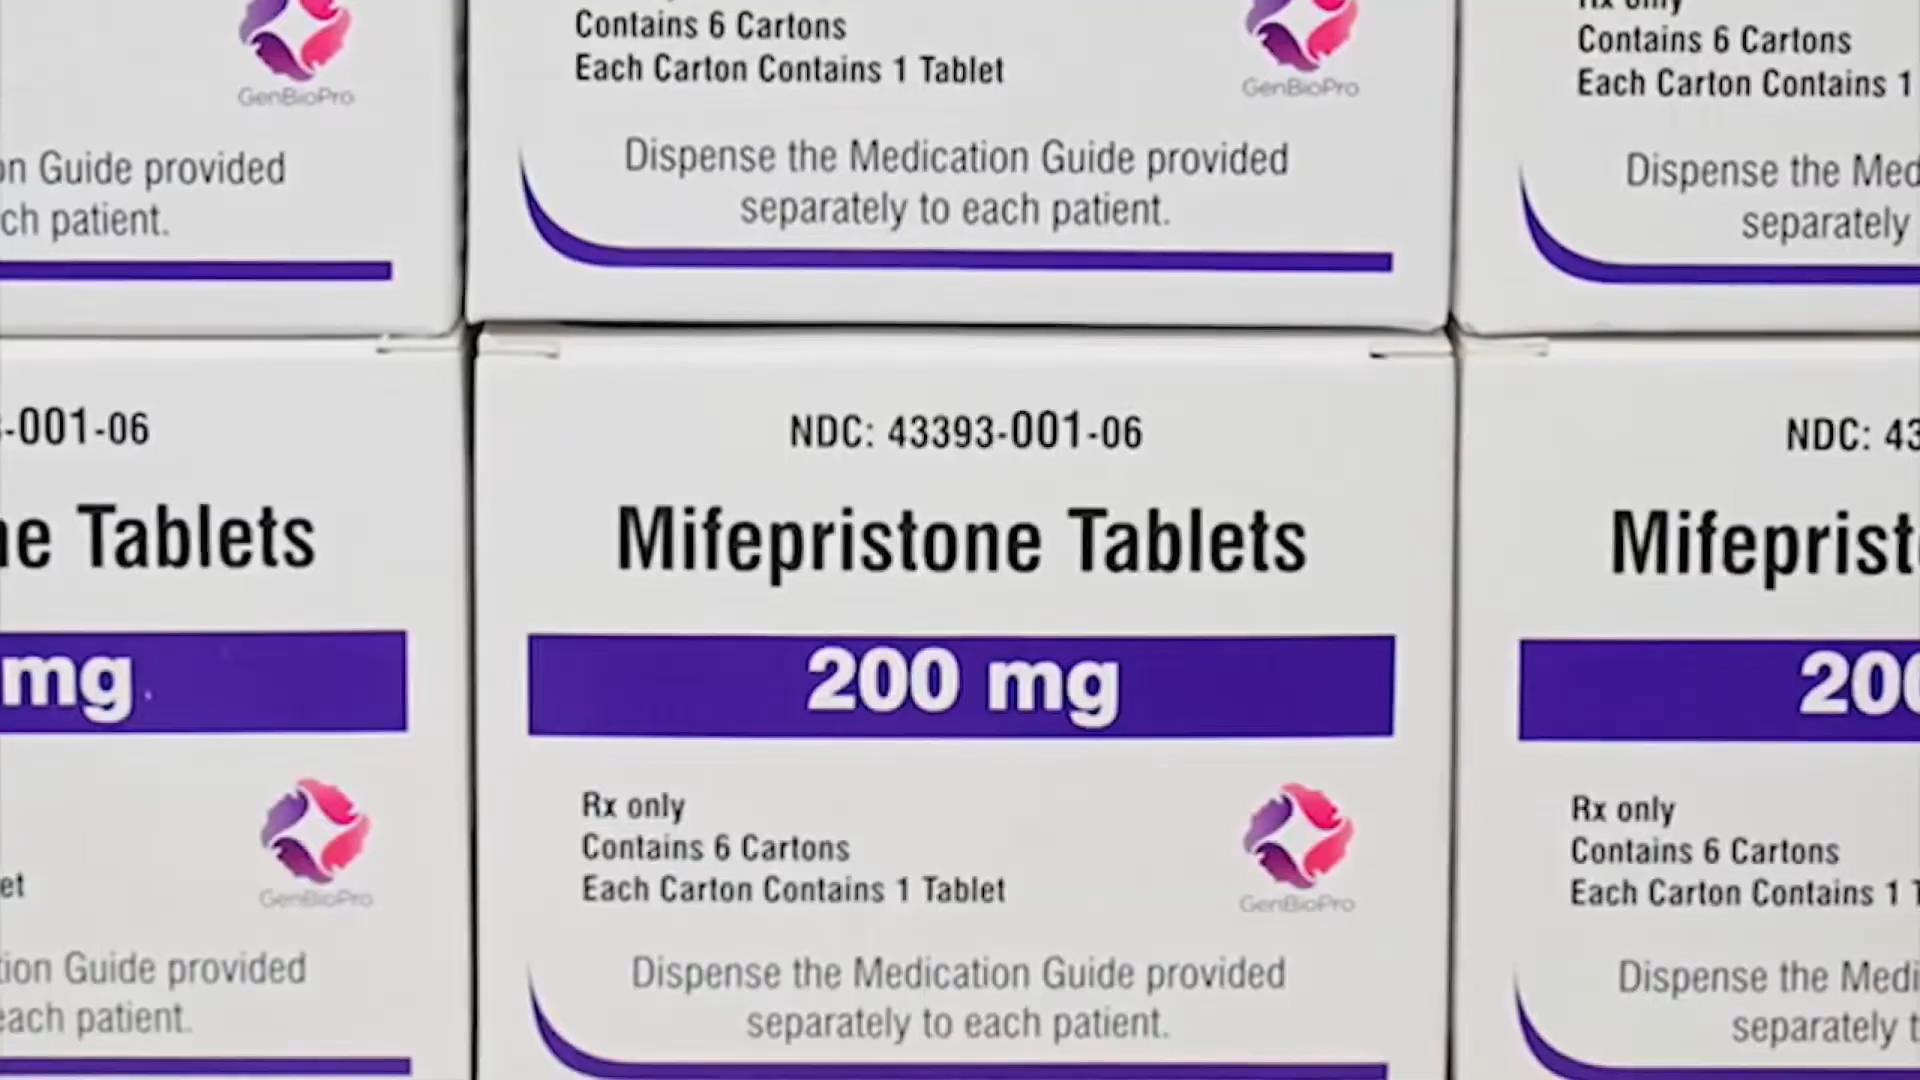 Contains 6 Cartons
Each Carton Contains 1 Tablet
GenBioPro
GenBioPro
Rx only
Contains 6 Cartons
Each Carton Contains 1
on Guide provided
ch patient.
Dispense the Medication Guide provided
separately to each patient.
Dispense the Med
separately
-001-06
ne Tablets
mg
GenBioPro
et
tion Guide provided
each patient.
NDC: 43393-001-06
Mifepristone Tablets
200 mg
Rx only
Contains 6 Cartons
Each Carton Contains 1 Tablet
GenBioPro
Dispense the Medication Guide provided
separately to each patient.
NDC: 43
Mifeprist
200
Rx only
Contains 6 Cartons
Each Carton Contains 1 T
Dispense the Medi
separately t